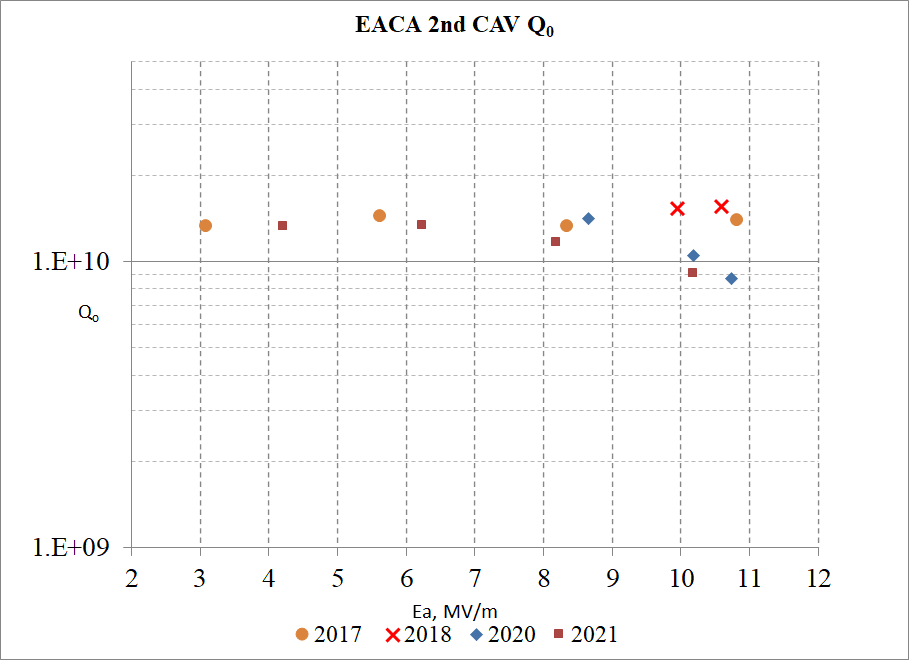 EACA 2nd CAV Q₀
1.E+10
Q₀
1.E+09
2 3 4 5 6 7 8 9 10 11 12
Ea, MV/m
2017 2018 2020 2021